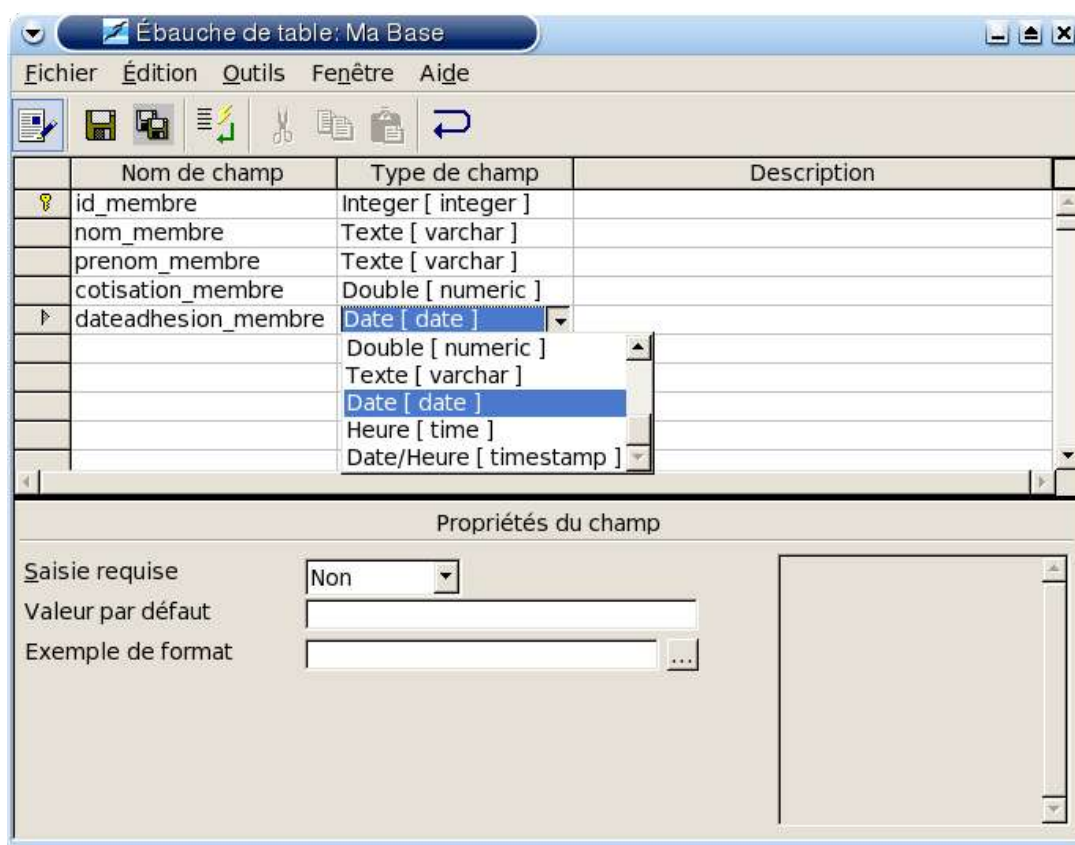 Ébauche de table: Ma Base
Fichier Édition Outils Fenêtre Aide
Nom de champ Type de champ Description
id_membre Integer [ integer ]
nom_membre Texte [ varchar ]
prenom_membre Texte [ varchar ]
cotisation_membre Double [ numeric ]
dateadhesion_membre Date [ date ]
Double [ numeric ]
Texte [ varchar ]
Date [ date ]
Heure [ time ]
Date/Heure [ timestamp ]
Propriétés du champ
Saisie requise Non
Valeur par défaut
Exemple de format ...